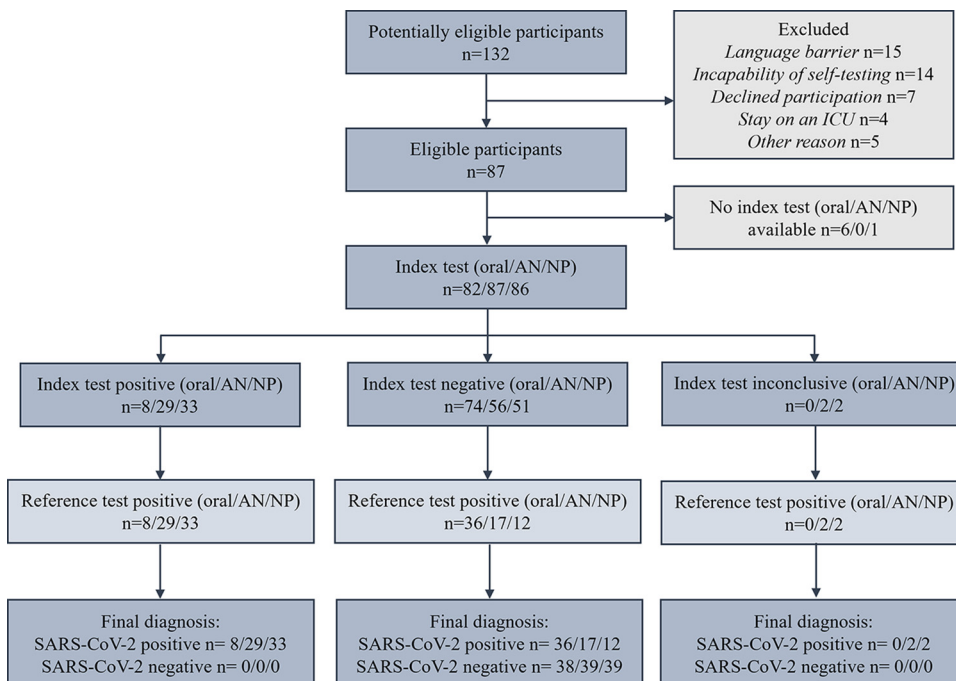 Potentially eligible participants
n=132
Excluded
Language barrier n=15
Incapability of self-testing n=14
Declined participation n=7
Stay on an ICU n=4
Other reason n=5
Eligible participants
n=87
No index test (oral/AN/NP)
available n=6/0/1
Index test (oral/AN/NP)
n=82/87/86
Index test positive (oral/AN/NP)
n=8/29/33
Index test negative (oral/AN/NP)
n=74/56/51
Index test inconclusive (oral/AN/NP)
n=0/2/2
Reference test positive (oral/AN/NP)
n=8/29/33
Reference test positive (oral/AN/NP)
n=36/17/12
Reference test positive (oral/AN/NP)
n=0/2/2
Final diagnosis:
SARS-CoV-2 positive n= 8/29/33
SARS-CoV-2 negative n= 0/0/0
Final diagnosis:
SARS-CoV-2 positive n= 36/17/12
SARS-CoV-2 negative n= 38/39/39
Final diagnosis:
SARS-CoV-2 positive n= 0/2/2
SARS-CoV-2 negative n= 0/0/0